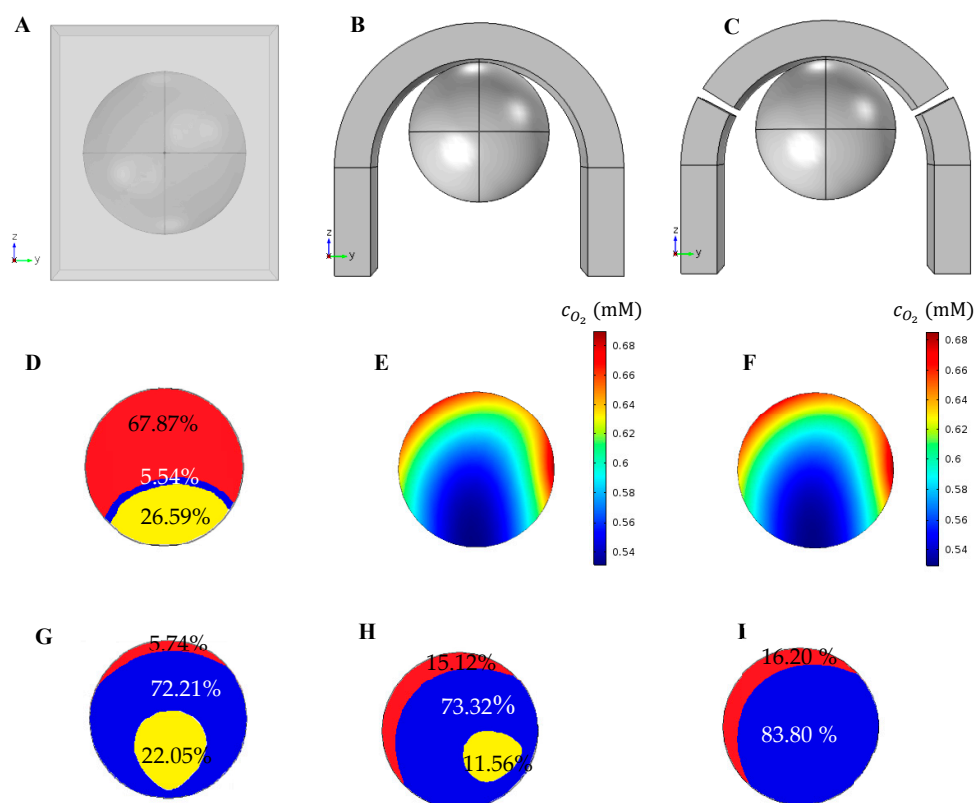 A
B
C
z
y
z
y
z
y
c_{O_2} (mM)
c_{O_2} (mM)
D
E
F
67.87%
5.54%
26.59%
0.68
0.66
0.64
0.62
0.6
0.58
0.56
0.54
0.68
0.66
0.64
0.62
0.6
0.58
0.56
0.54
G
H
I
5.74%
72.21%
22.05%
15.12%
73.32%
11.56%
16.20 %
83.80 %